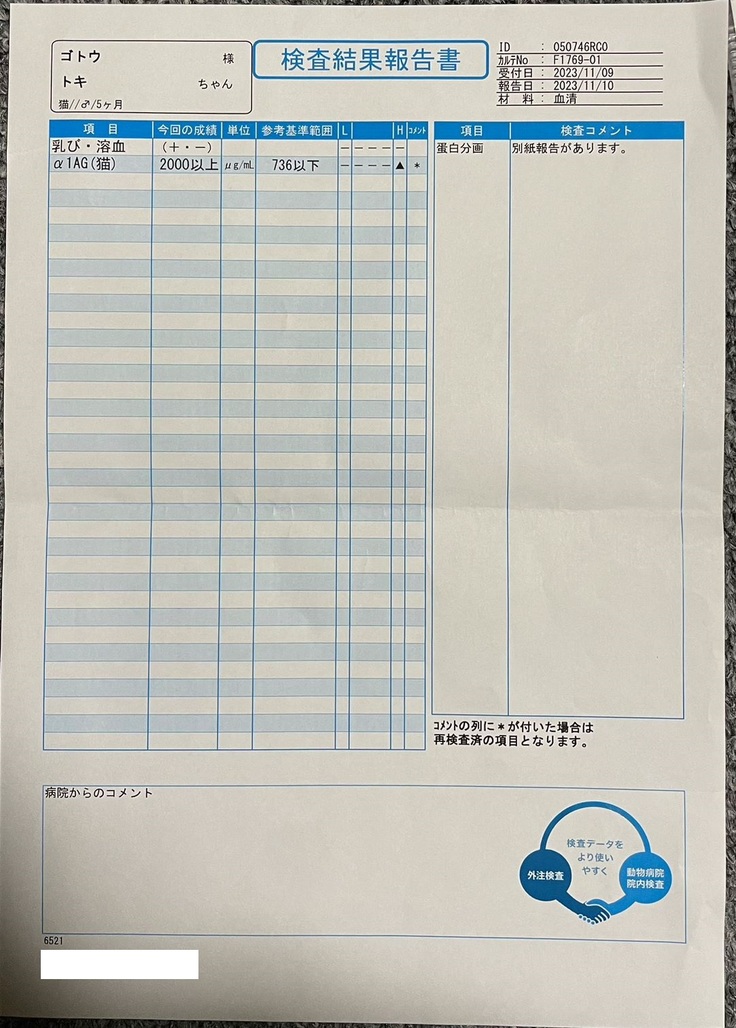 ゴトウ 様
トキ ちゃん
猫//♂/5ヶ月
検査結果報告書
ID : 050746RC0
ｶﾙﾃNo : F1769-01
受付日 : 2023/11/09
報告日 : 2023/11/10
材 料 : 血清
項 目 今回の成績 単位 参考基準範囲 L H ｺﾒﾝﾄ
乳び・溶血 (＋・－) －－－－－
α1AG(猫) 2000以上 μg/mL 736以下 －－－－▲ ＊
項目 検査コメント
蛋白分画 別紙報告があります。
ｺﾒﾝﾄの列に＊が付いた場合は
再検査済の項目となります。
病院からのコメント
検査データを
より使い
やすく
外注検査
動物病院
院内検査
6521